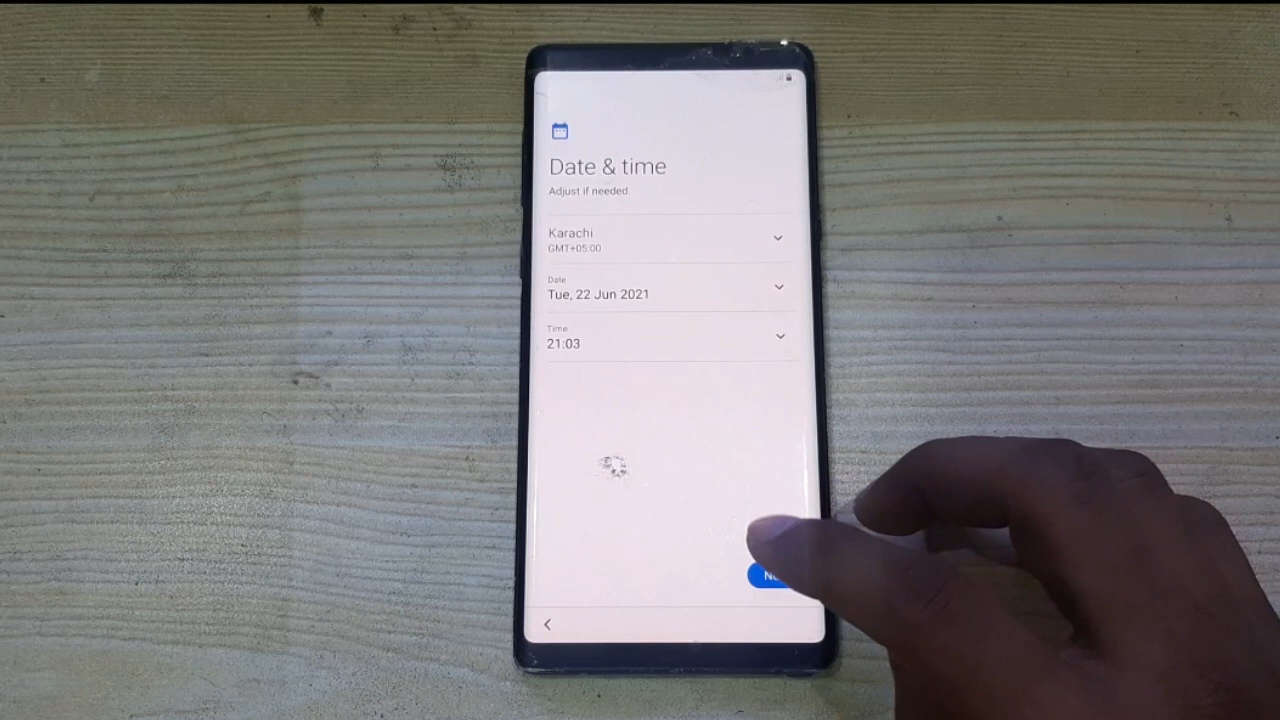 Date & time
Adjust if needed.
Karachi
GMT+05:00
Date
Tue, 22 Jun 2021
Time
21:03